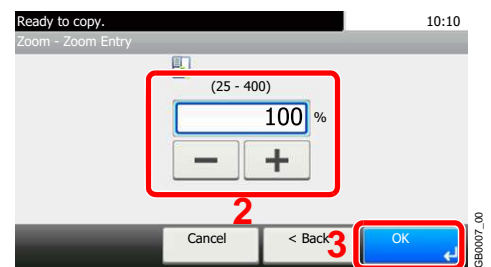 Ready to copy. 10:10
Zoom - Zoom Entry
(25 - 400)
100 %
− +
2
Cancel < Back 3 OK
GB0007_00